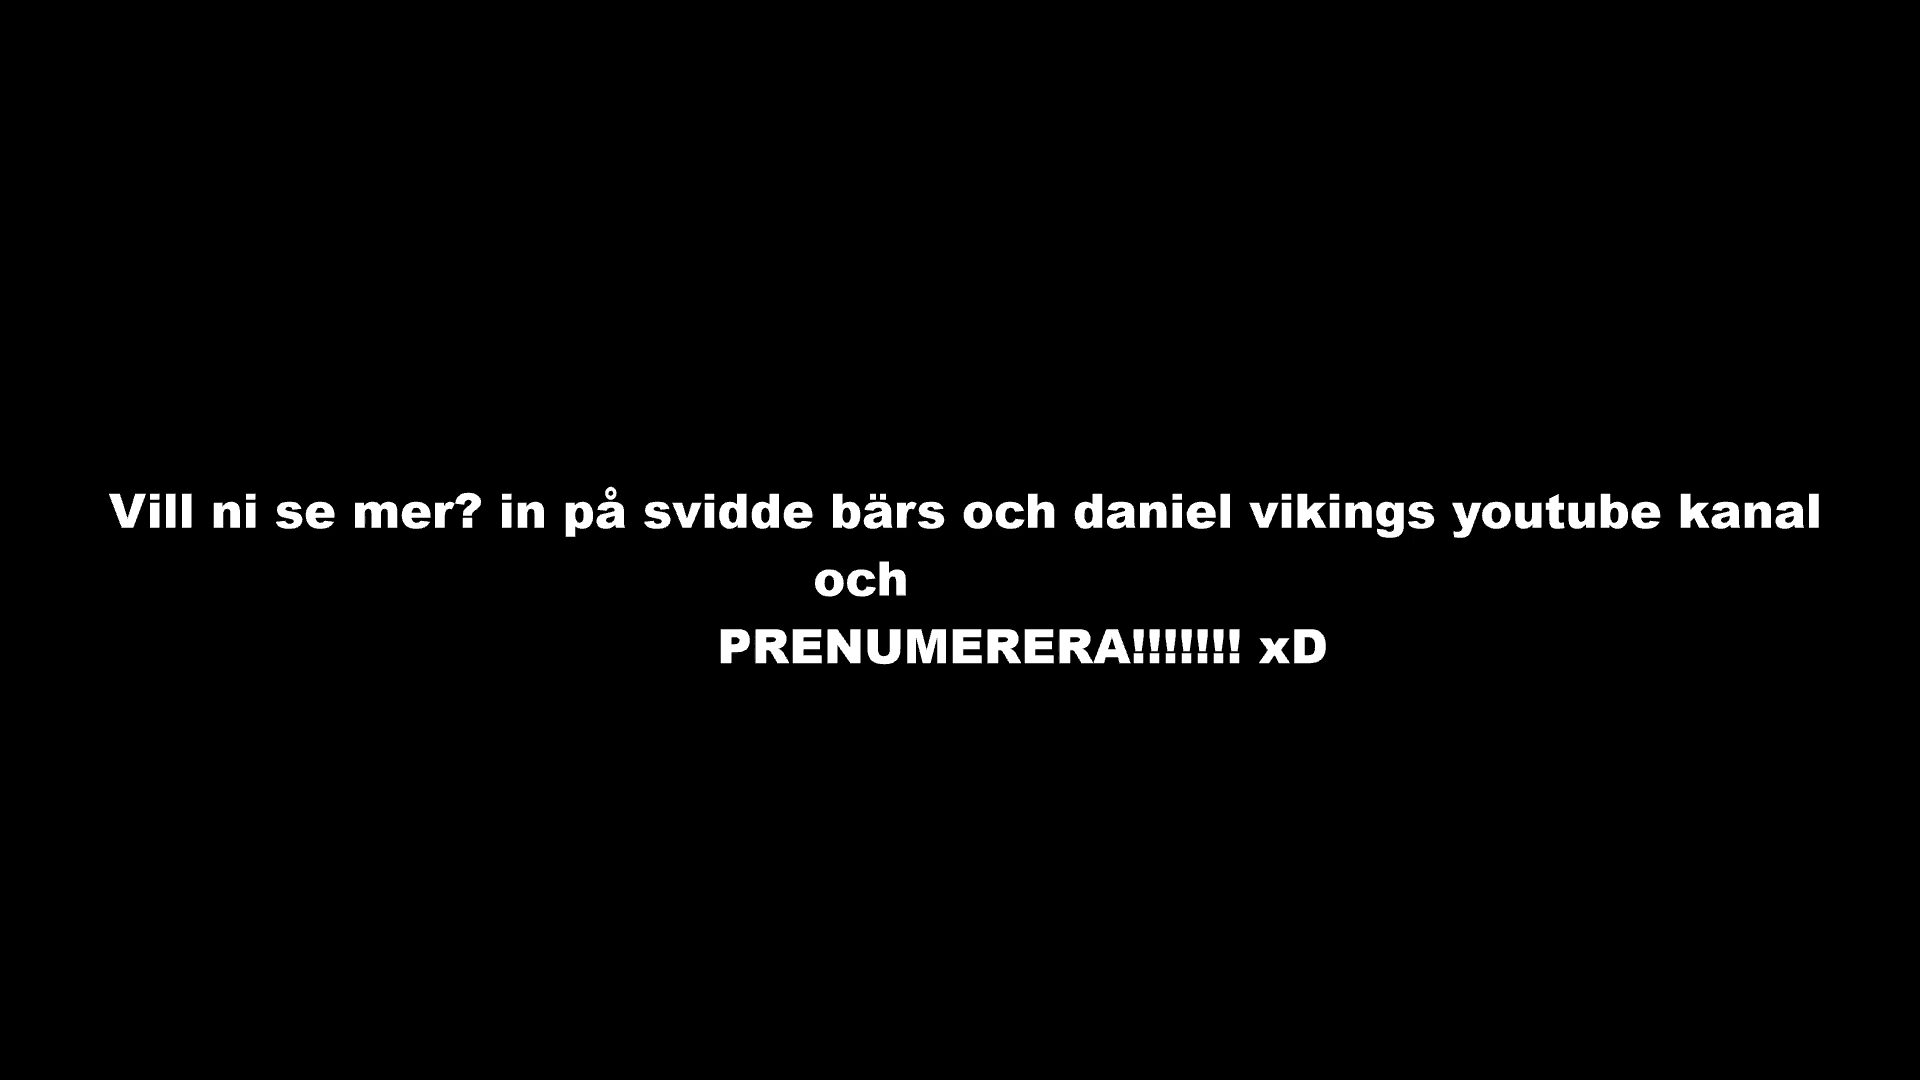 Vill ni se mer? in på svidde bärs och daniel vikings youtube kanal
och
PRENUMERERA!!!!!!! xD